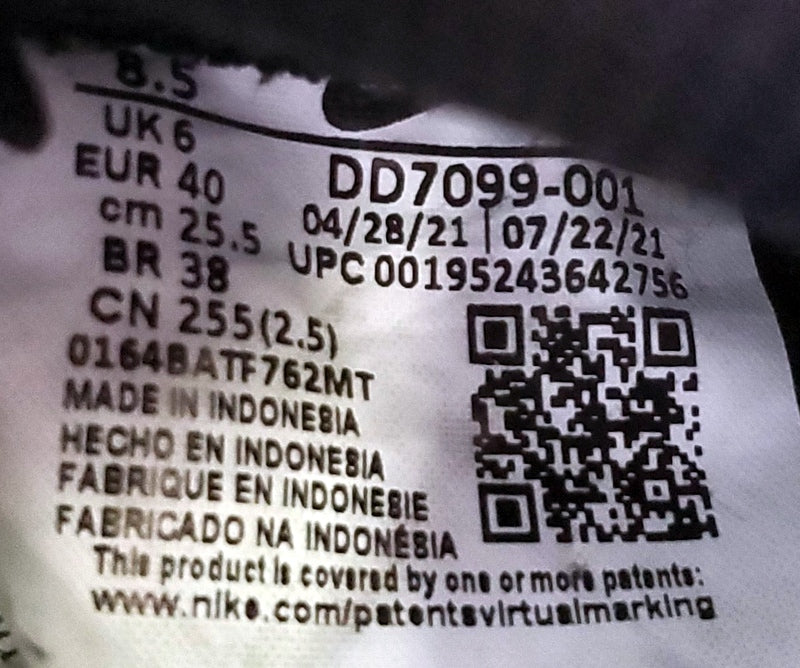 8.5
UK 6
EUR 40
cm 25.5
BR 38
CN 255(2.5)
DD7099-001
04/28/21 | 07/22/21
UPC 00195243642756
0164BATF762MT
MADE IN INDONESIA
HECHO EN INDONESIA
FABRIQUE EN INDONESIE
FABRICADO NA INDONÉSIA
This product is covered by one or more patents:
www.nike.com/patentsvirtualmarking